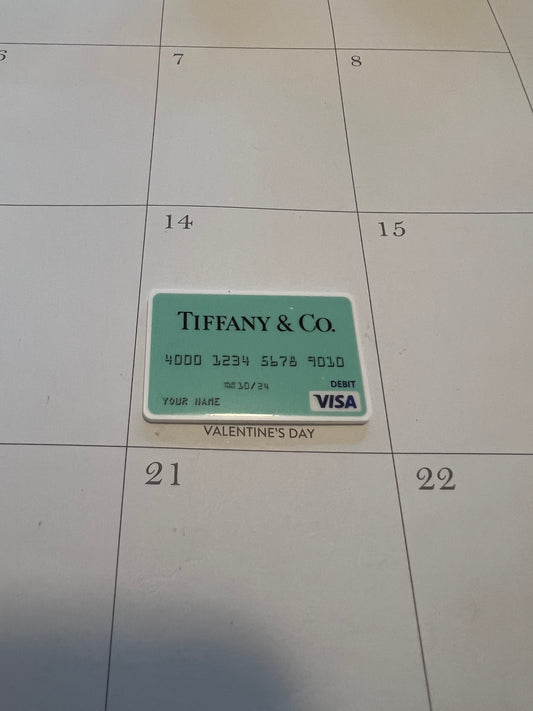 7
8
14
15
TIFFANY & CO.
4000 1234 5678 9010
10/24
DEBIT
YOUR NAME
VISA
VALENTINE'S DAY
21
22